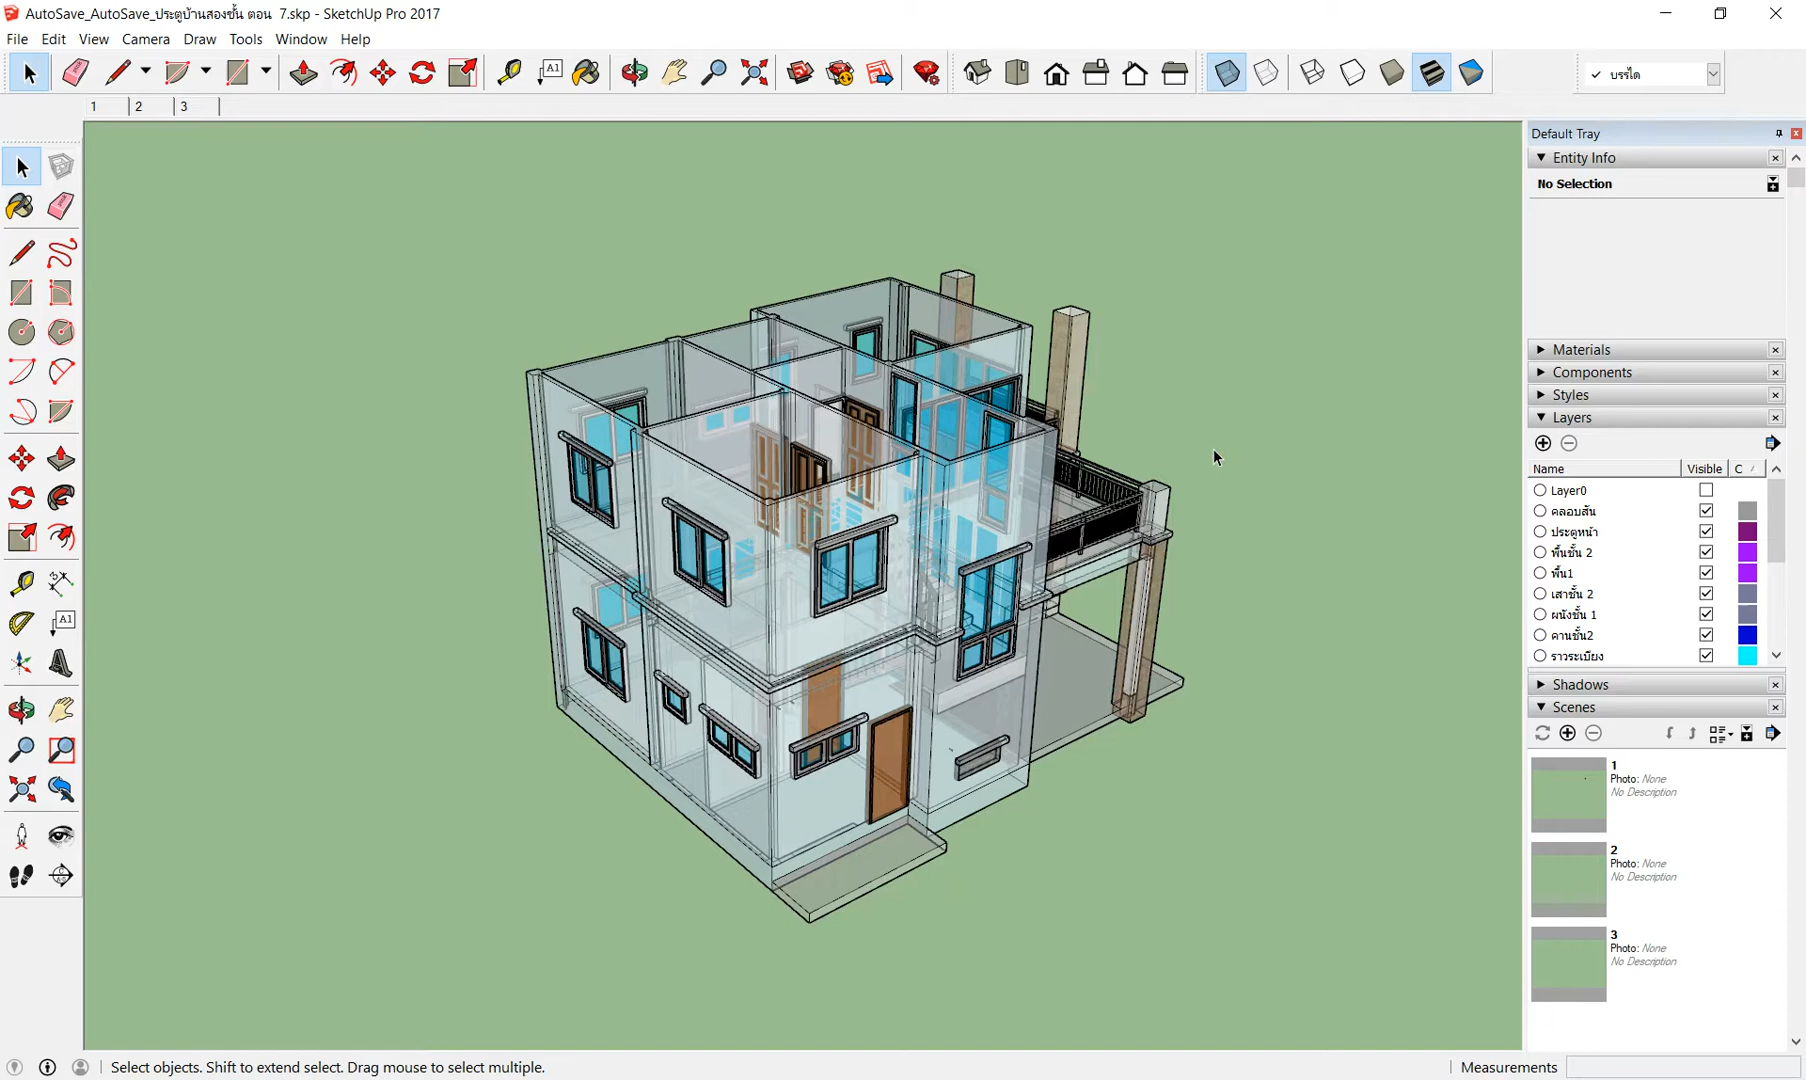 AutoSave_AutoSave_ประตูบ้านสองชั้น ตอน  7.skp - SketchUp Pro 2017
File Edit View Camera Draw Tools Window Help
A1
✓ บรรได
1 2 3
Default Tray
Entity Info
No Selection
Materials
Components
Styles
Layers
Name Visible C
Layer0
คลอบสัน
ประตูหน้า
พื้นชั้น 2
พื้น1
เสาชั้น 2
ผนังชั้น 1
คานชั้น2
ราวระเบียง
A1
Shadows
Scenes
1
Photo: None
No Description
2
Photo: None
No Description
3
Photo: None
No Description
Select objects. Shift to extend select. Drag mouse to select multiple.
Measurements